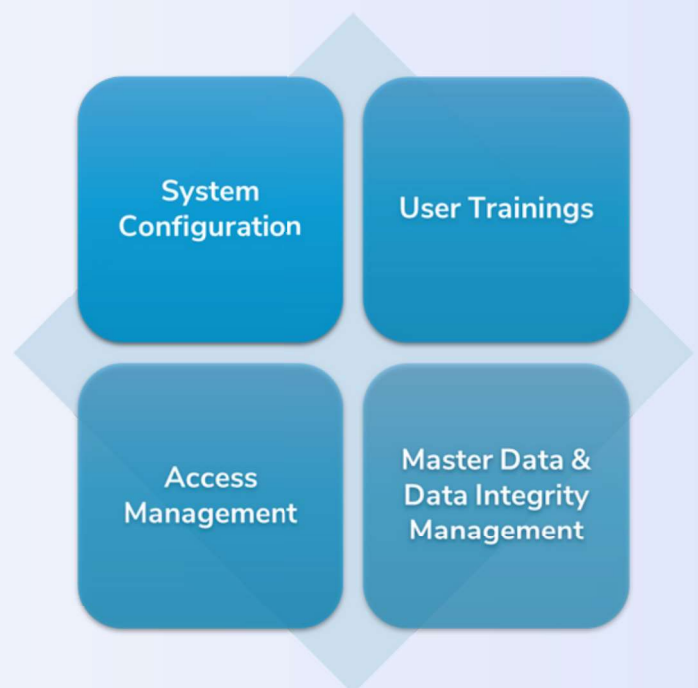 System
Configuration
User Trainings
Access
Management
Master Data &
Data Integrity
Management